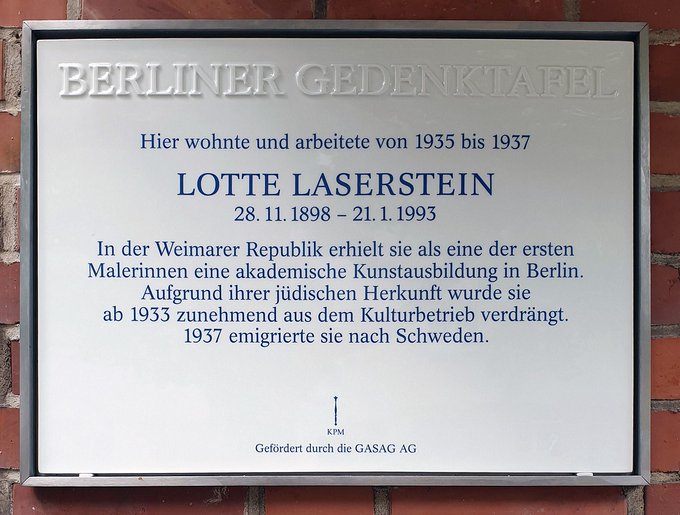 BERLINER GEDENKTAFEL
Hier wohnte und arbeitete von 1935 bis 1937
LOTTE LASERSTEIN
28. 11. 1898 – 21. 1. 1993
In der Weimarer Republik erhielt sie als eine der ersten
Malerinnen eine akademische Kunstausbildung in Berlin.
Aufgrund ihrer jüdischen Herkunft wurde sie
ab 1933 zunehmend aus dem Kulturbetrieb verdrängt.
1937 emigrierte sie nach Schweden.
KPM
Gefördert durch die GASAG AG